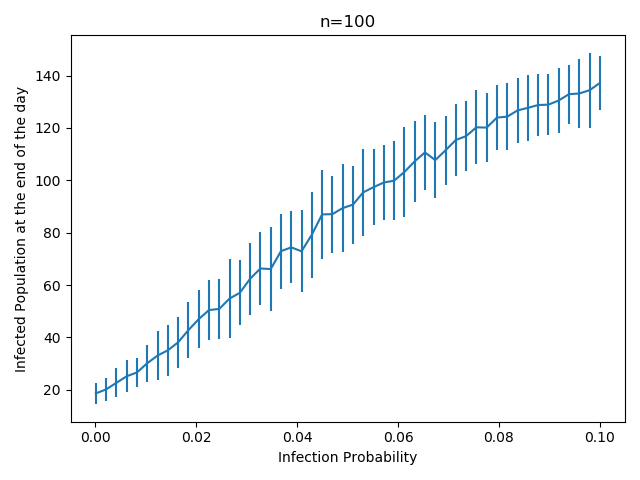 n=100
Infected Population at the end of the day
140
120
100
80
60
40
20
0.00 0.02 0.04 0.06 0.08 0.10
Infection Probability